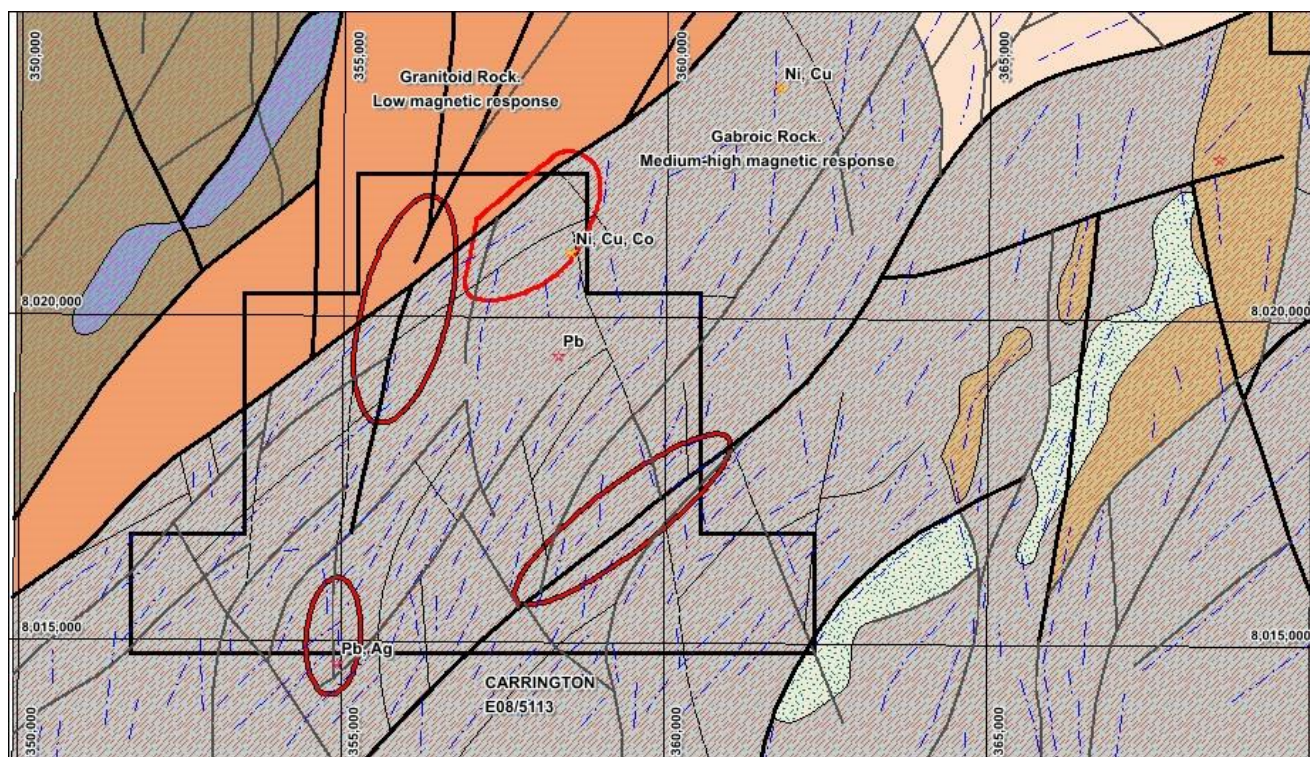 350,000
355,000
360,000
365,000
Granitoid Rock.
Low magnetic response
Ni, Cu
Gabroic Rock.
Medium-high magnetic response
Ni, Cu, Co
8,020,000
8,020,000
Pb
8,015,000
8,015,000
Pb, Ag
CARRINGTON
E08/5113
350,000
355,000
360,000
365,000